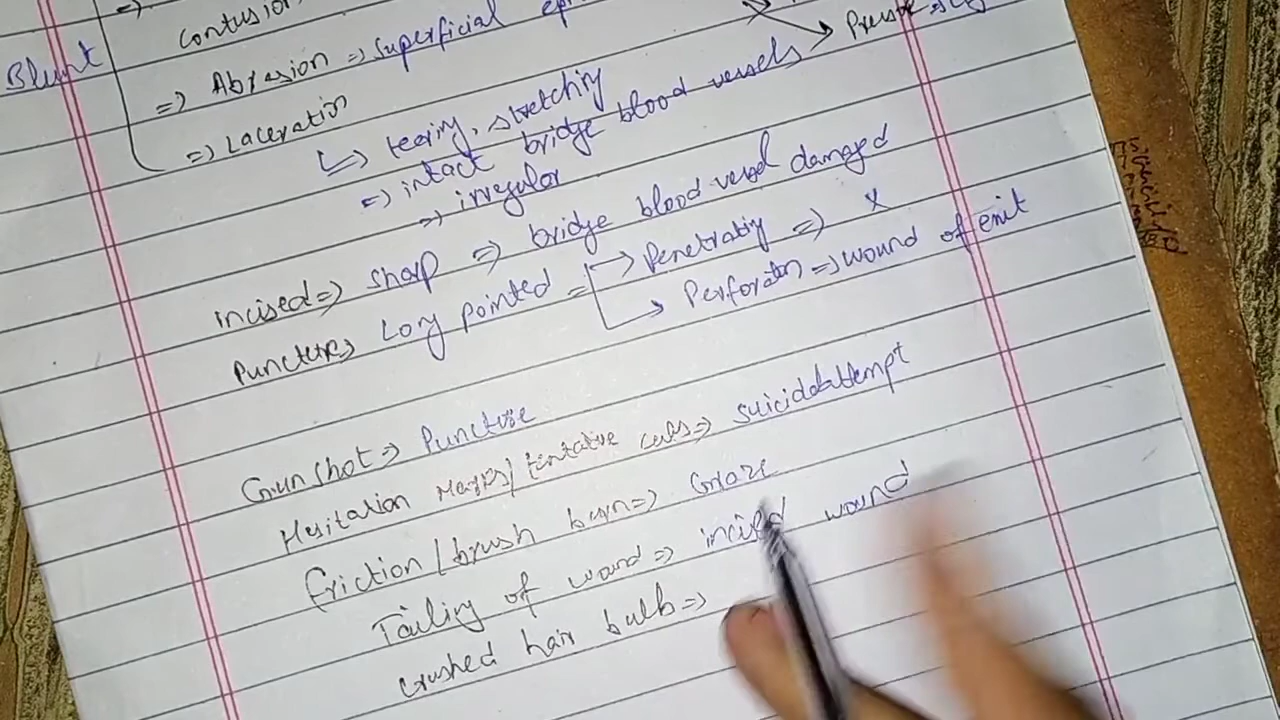 =>
Contusion
Blunt
=> Abrasion => superficial
=> Laceration
↳ tearing, stretching
=> intact bridge blood vessels → Pressure
=> irregular
incised => sharp => bridge blood vessel damaged
Puncture => Long pointed => → Penetrating => x
→ Perforatn => wound of exit
Gun shot => Puncture
Hesitation Marks/ tentative cuts => suicidal attempt
friction / brush burn => Graze
Tailing of wound => incised wound
Crushed hair bulb =>